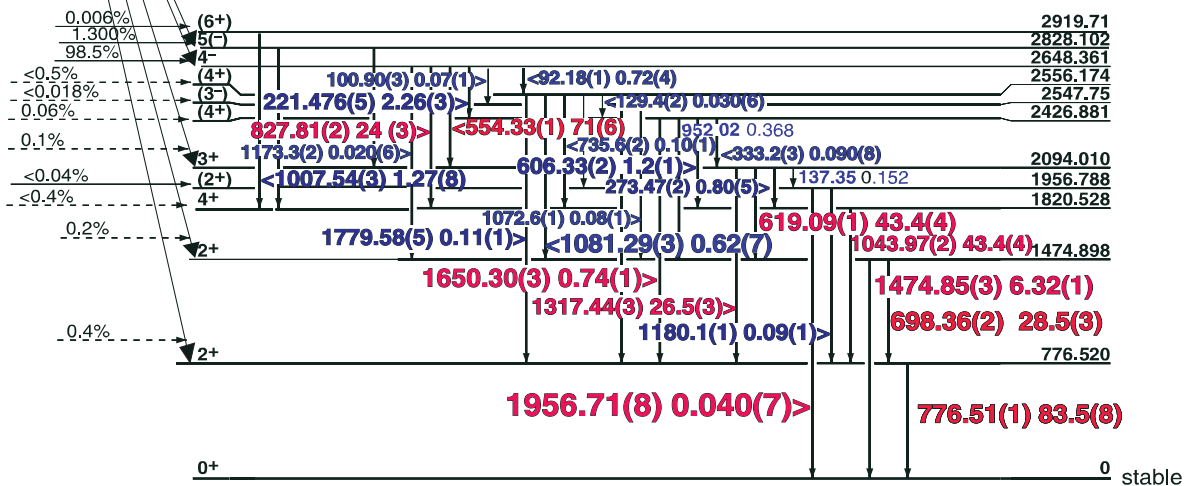 0.006% (6+) 2919.71
1.300% 5(-) 2828.102
98.5% 4- 2648.361
<0.5% (4+) 100.90(3) 0.07(1)> <92.18(1) 0.72(4) 2556.174
<0.018% (3-) 221.476(5) 2.26(3)> <129.4(2) 0.030(6) 2547.75
0.06% (4+) 2426.881
827.81(2) 24 (3)> <554.33(1) 71(6) 952.02 0.368
0.1% 1173.3(2) 0.020(6)> <735.6(2) 0.10(1) <333.2(3) 0.090(8)
3+ 606.33(2) 1.2(1)> 2094.010
<0.04% (2+) <1007.54(3) 1.27(8) 273.47(2) 0.80(5)> 137.35 0.152 1956.788
<0.4% 4+ 1820.528
1072.6(1) 0.08(1)> 619.09(1) 43.4(4)
0.2% 1779.58(5) 0.11(1)> <1081.29(3) 0.62(7) 1043.97(2) 43.4(4)
2+ 1474.898
1650.30(3) 0.74(1)> 1474.85(3) 6.32(1)
1317.44(3) 26.5(3)> 698.36(2) 28.5(3)
0.4% 1180.1(1) 0.09(1)>
2+ 776.520
1956.71(8) 0.040(7)> 776.51(1) 83.5(8)
0+ 0 stable